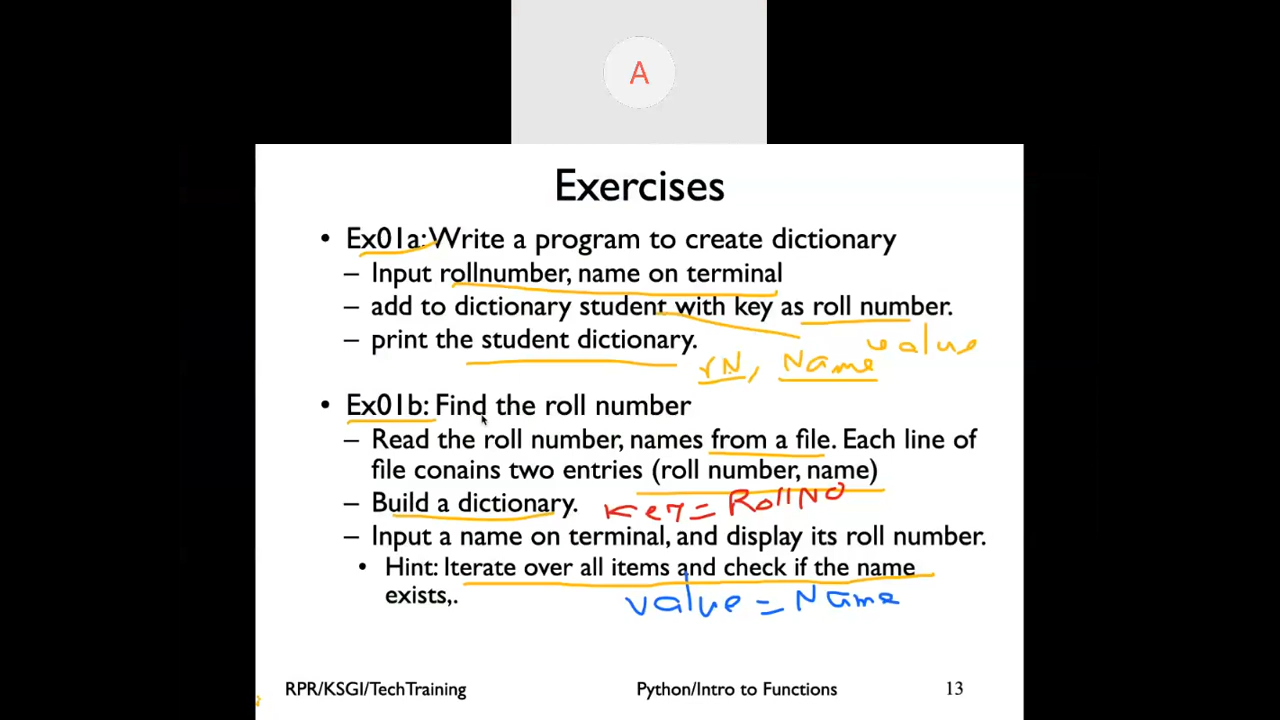 A
Exercises
• Ex01a: Write a program to create dictionary
– Input rollnumber, name on terminal
– add to dictionary student with key as roll number.
– print the student dictionary.
value
rN, Name
• Ex01b: Find the roll number
– Read the roll number, names from a file. Each line of
file conains two entries (roll number, name)
– Build a dictionary.
Key = RollNo
– Input a name on terminal, and display its roll number.
• Hint: Iterate over all items and check if the name
exists,.
value = Name
RPR/KSGI/TechTraining
Python/Intro to Functions
13